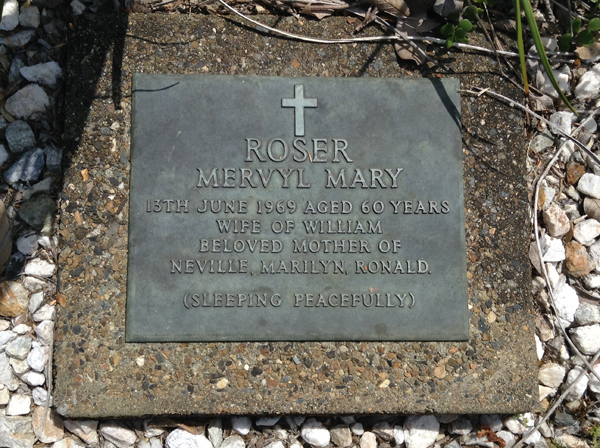 ROSER
MERVYL MARY
13TH JUNE 1969 AGED 60 YEARS
WIFE OF WILLIAM
BELOVED MOTHER OF
NEVILLE, MARILYN, RONALD.
(SLEEPING PEACEFULLY)